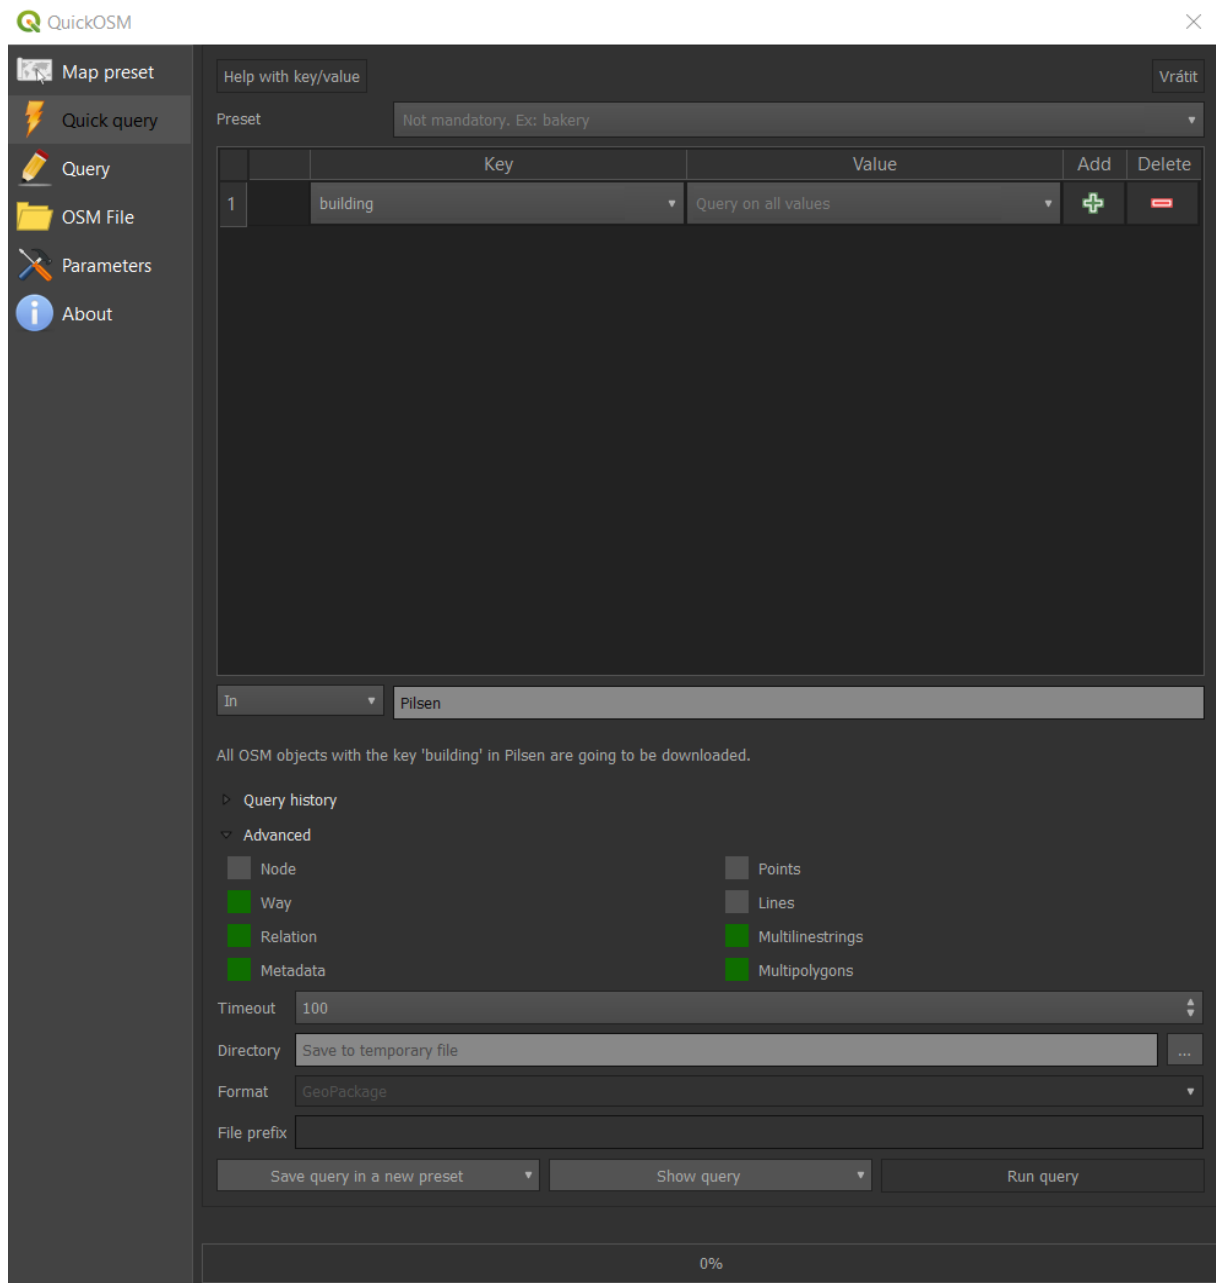 QuickOSM
Map preset
Quick query
Query
OSM File
Parameters
About
Help with key/value
Vrátit
Preset
Not mandatory. Ex: bakery
Key Value Add Delete
1 building Query on all values
In Pilsen
All OSM objects with the key 'building' in Pilsen are going to be downloaded.
Query history
Advanced
Node Points
Way Lines
Relation Multilinestrings
Metadata Multipolygons
Timeout 100
Directory Save to temporary file ...
Format GeoPackage
File prefix
Save query in a new preset Show query Run query
0%